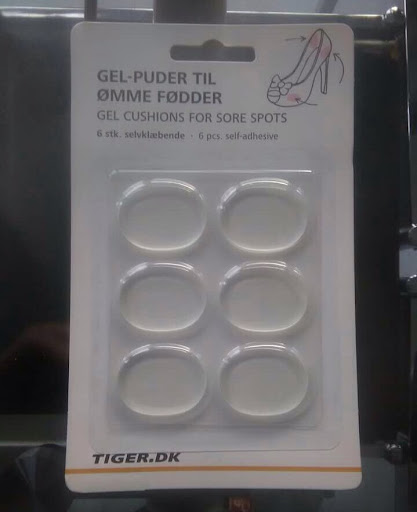 GEL-PUDER TIL
ØMME FØDDER
GEL CUSHIONS FOR SORE SPOTS
6 stk. selvklæbende · 6 pcs. self-adhesive
TIGER.DK